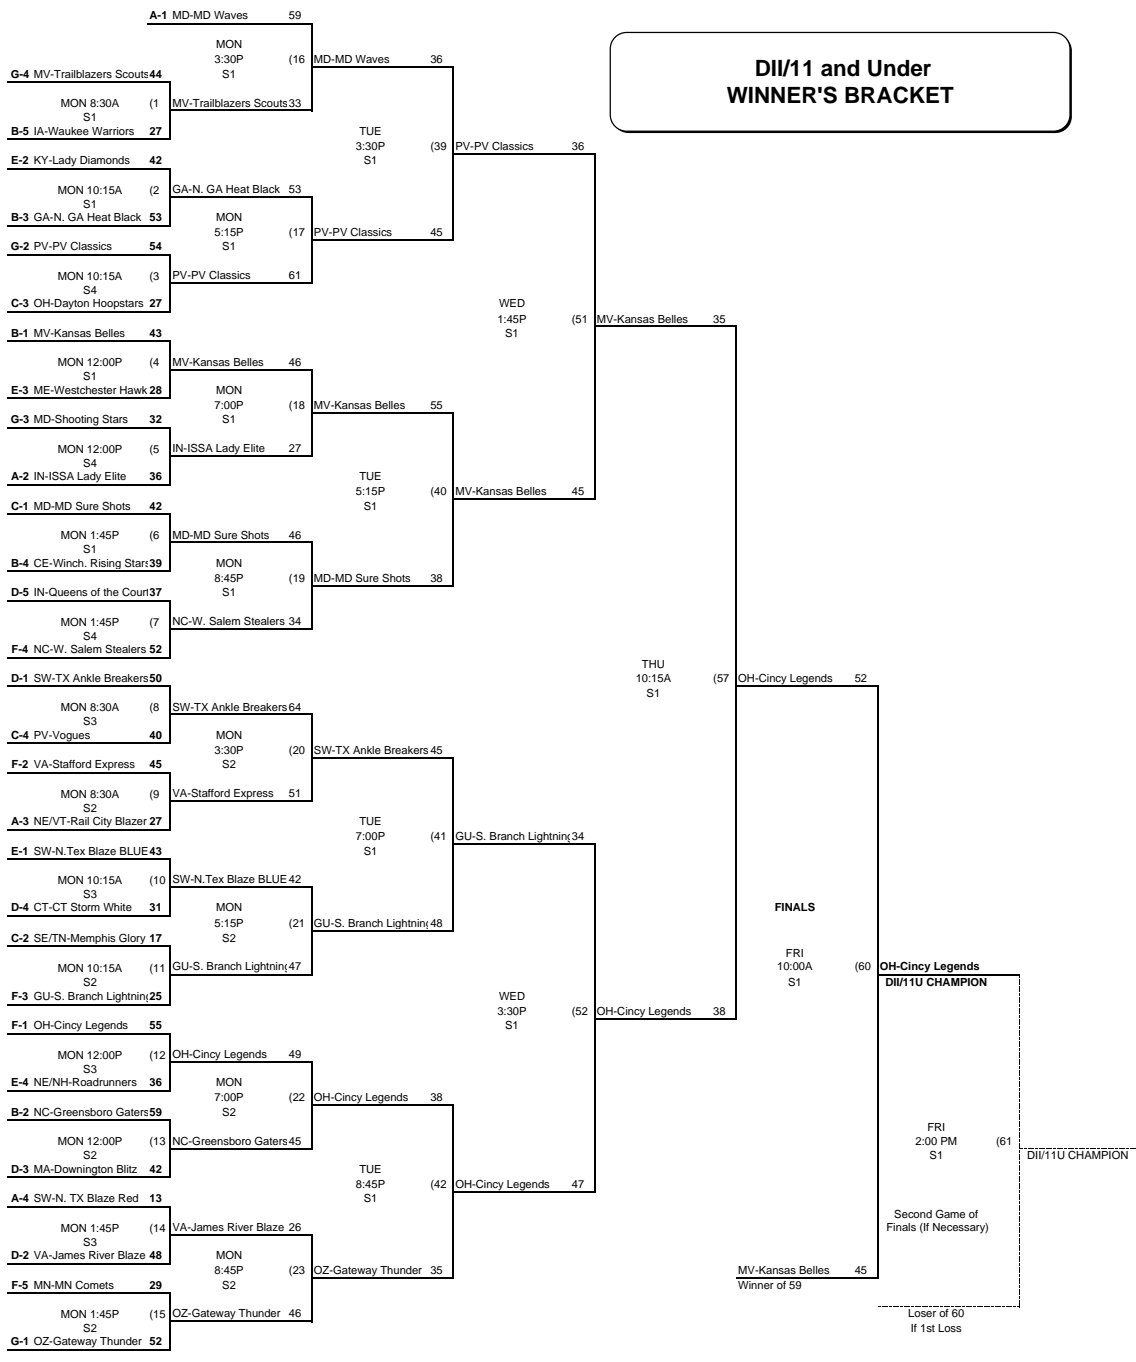 A-1 MD-MD Waves 59
DII/11 and Under
WINNER'S BRACKET
MON
3:30P (16 MD-MD Waves 36
S1
G-4 MV-Trailblazers Scouts 44
MON 8:30A (1 MV-Trailblazers Scouts 33
S1
B-5 IA-Waukee Warriors 27
TUE
3:30P (39 PV-PV Classics 36
S1
E-2 KY-Lady Diamonds 42
MON 10:15A (2 GA-N. GA Heat Black 53
S1
B-3 GA-N. GA Heat Black 53
MON
5:15P (17 PV-PV Classics 45
S1
G-2 PV-PV Classics 54
MON 10:15A (3 PV-PV Classics 61
S4
C-3 OH-Dayton Hoopstars 27
WED
1:45P (51 MV-Kansas Belles 35
S1
B-1 MV-Kansas Belles 43
MON 12:00P (4 MV-Kansas Belles 46
S1
E-3 ME-Westchester Hawk 28
MON
7:00P (18 MV-Kansas Belles 55
S1
G-3 MD-Shooting Stars 32
MON 12:00P (5 IN-ISSA Lady Elite 27
S4
A-2 IN-ISSA Lady Elite 36
TUE
5:15P (40 MV-Kansas Belles 45
S1
C-1 MD-MD Sure Shots 42
MON 1:45P (6 MD-MD Sure Shots 46
S1
B-4 CE-Winch. Rising Stars 39
MON
8:45P (19 MD-MD Sure Shots 38
S1
D-5 IN-Queens of the Court 37
MON 1:45P (7 NC-W. Salem Stealers 34
S4
F-4 NC-W. Salem Stealers 52
THU
10:15A (57 OH-Cincy Legends 52
S1
D-1 SW-TX Ankle Breakers 50
MON 8:30A (8 SW-TX Ankle Breakers 64
S3
C-4 PV-Vogues 40
MON
3:30P (20 SW-TX Ankle Breakers 45
S2
F-2 VA-Stafford Express 45
MON 8:30A (9 VA-Stafford Express 51
S2
A-3 NE/VT-Rail City Blazer 27
TUE
7:00P (41 GU-S. Branch Lightning 34
S1
E-1 SW-N.Tex Blaze BLUE 43
MON 10:15A (10 SW-N.Tex Blaze BLUE 42
S3
D-4 CT-CT Storm White 31
MON
5:15P (21 GU-S. Branch Lightning 48
S2
FINALS
C-2 SE/TN-Memphis Glory 17
MON 10:15A (11 GU-S. Branch Lightning 47
S2
F-3 GU-S. Branch Lightning 25
FRI
10:00A (60 OH-Cincy Legends
S1 DII/11U CHAMPION
WED
3:30P (52 OH-Cincy Legends 38
S1
F-1 OH-Cincy Legends 55
MON 12:00P (12 OH-Cincy Legends 49
S3
E-4 NE/NH-Roadrunners 36
MON
7:00P (22 OH-Cincy Legends 38
S2
B-2 NC-Greensboro Gaters 59
MON 12:00P (13 NC-Greensboro Gaters 45
S2
D-3 MA-Downington Blitz 42
FRI
2:00 PM (61
S1 DII/11U CHAMPION
TUE
8:45P (42 OH-Cincy Legends 47
S1
A-4 SW-N. TX Blaze Red 13
MON 1:45P (14 VA-James River Blaze 26
S3
D-2 VA-James River Blaze 48
Second Game of
Finals (If Necessary)
MON
8:45P (23 OZ-Gateway Thunder 35
S2
MV-Kansas Belles 45
Winner of 59
F-5 MN-MN Comets 29
MON 1:45P (15 OZ-Gateway Thunder 46
S2
G-1 OZ-Gateway Thunder 52
Loser of 60
If 1st Loss